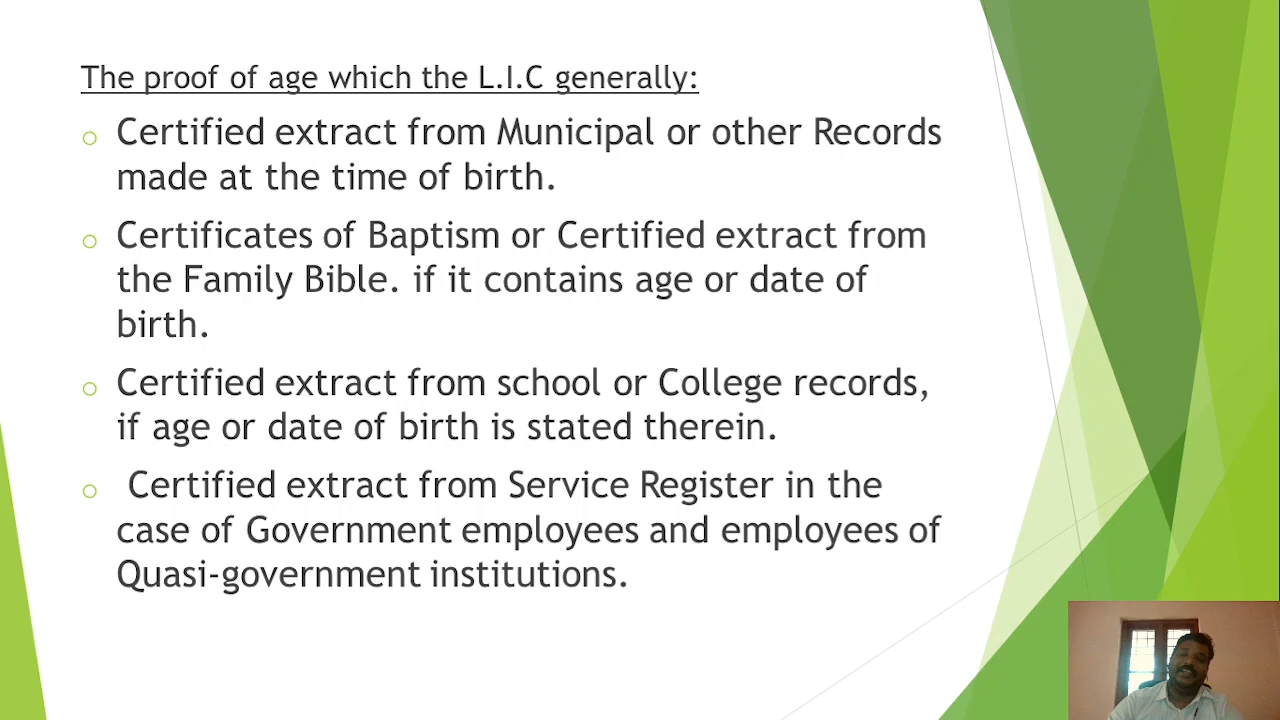 The proof of age which the L.I.C generally:
o Certified extract from Municipal or other Records
made at the time of birth.
o Certificates of Baptism or Certified extract from
the Family Bible. if it contains age or date of
birth.
o Certified extract from school or College records,
if age or date of birth is stated therein.
o Certified extract from Service Register in the
case of Government employees and employees of
Quasi-government institutions.